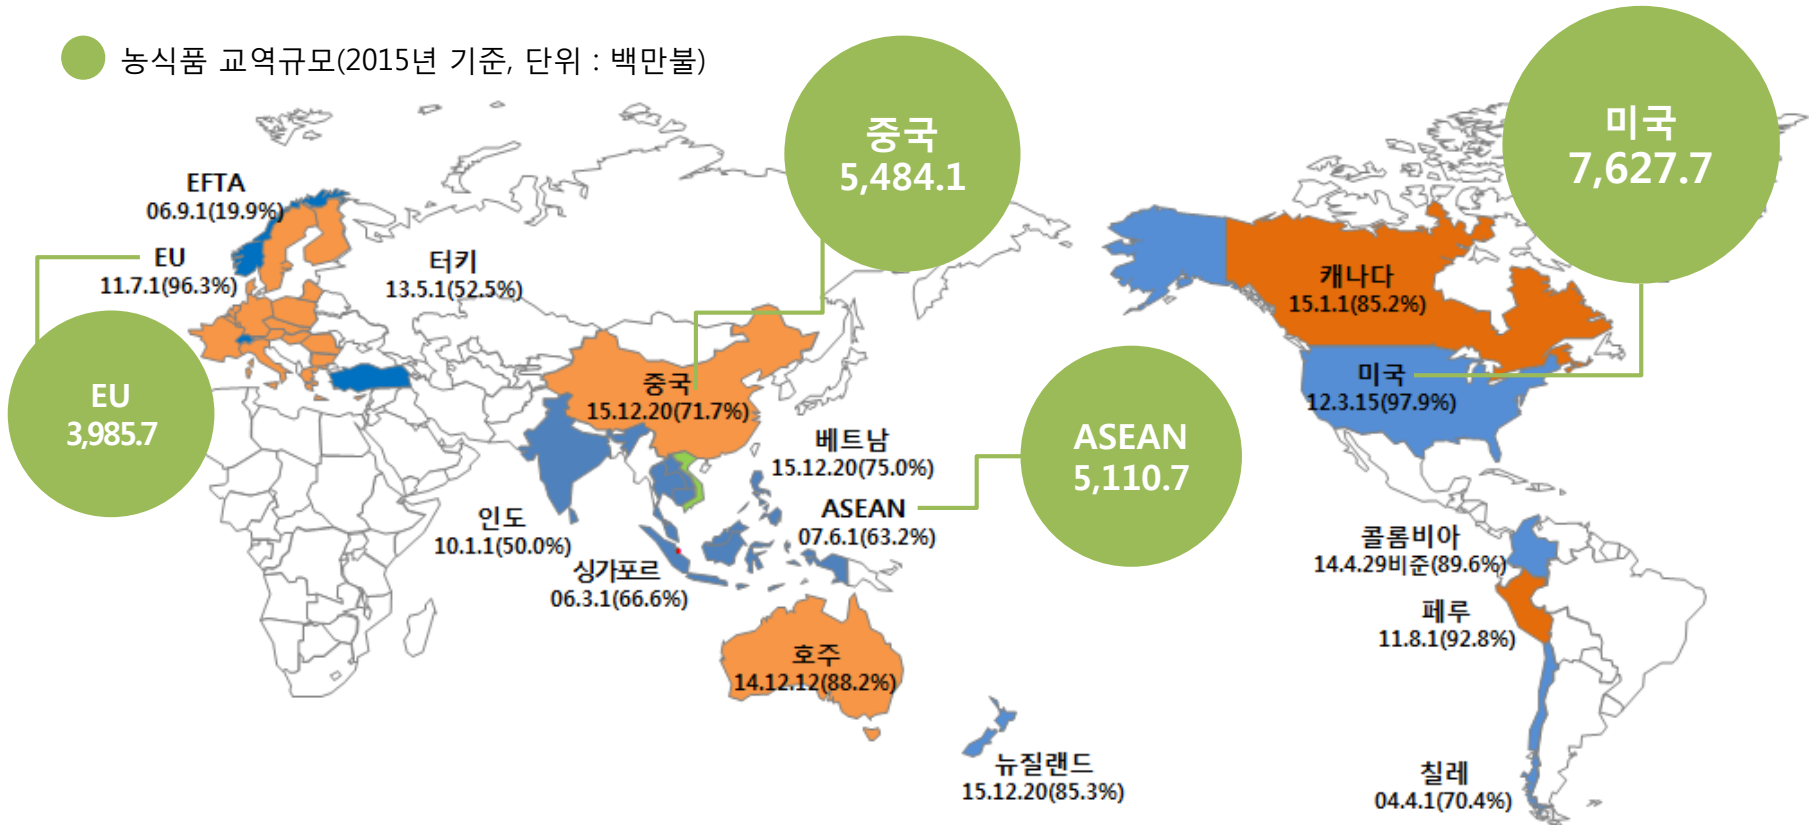 농식품 교역규모(2015년 기준, 단위 : 백만불)
중국
5,484.1
미국
7,627.7
EFTA
06.9.1(19.9%)
EU
11.7.1(96.3%)
터키
13.5.1(52.5%)
캐나다
15.1.1(85.2%)
EU
3,985.7
중국
15.12.20(71.7%)
미국
12.3.15(97.9%)
베트남
15.12.20(75.0%)
ASEAN
5,110.7
ASEAN
07.6.1(63.2%)
인도
10.1.1(50.0%)
싱가포르
06.3.1(66.6%)
콜롬비아
14.4.29비준(89.6%)
페루
11.8.1(92.8%)
호주
14.12.12(88.2%)
뉴질랜드
15.12.20(85.3%)
칠레
04.4.1(70.4%)